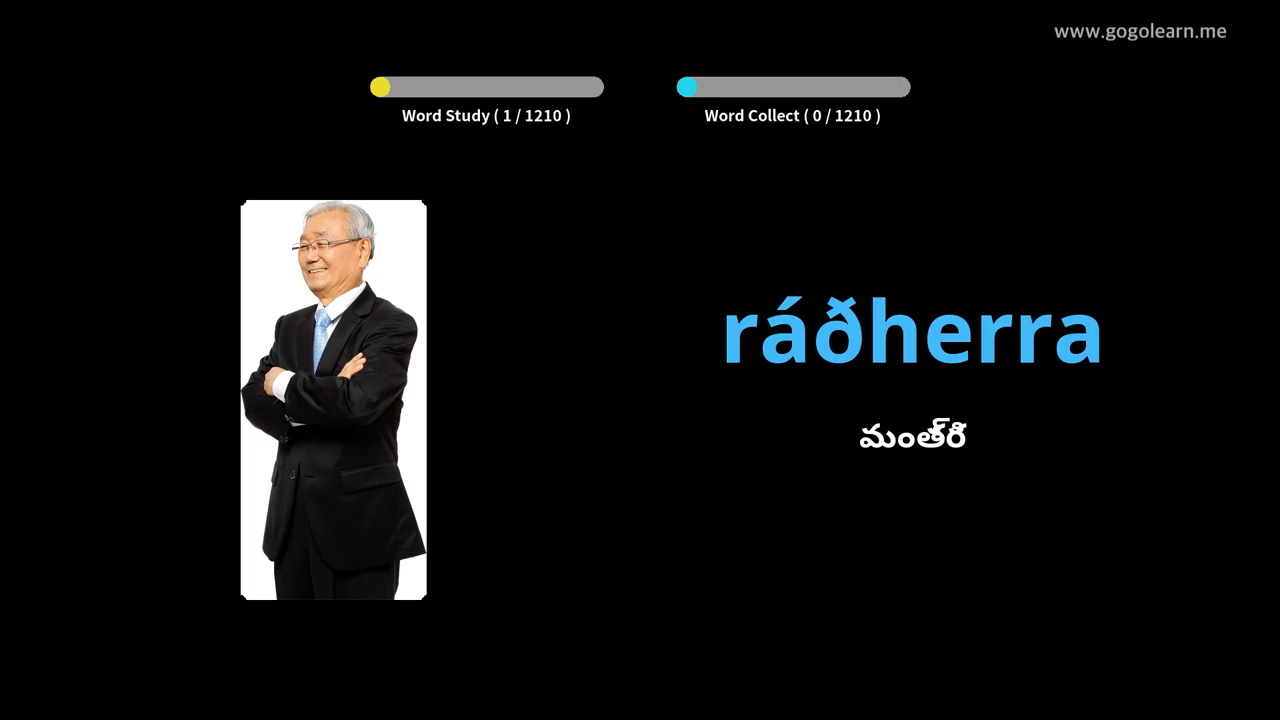 www.gogolearn.me
Word Study ( 1 / 1210 )
Word Collect ( 0 / 1210 )
ráðherra
మంత్రి